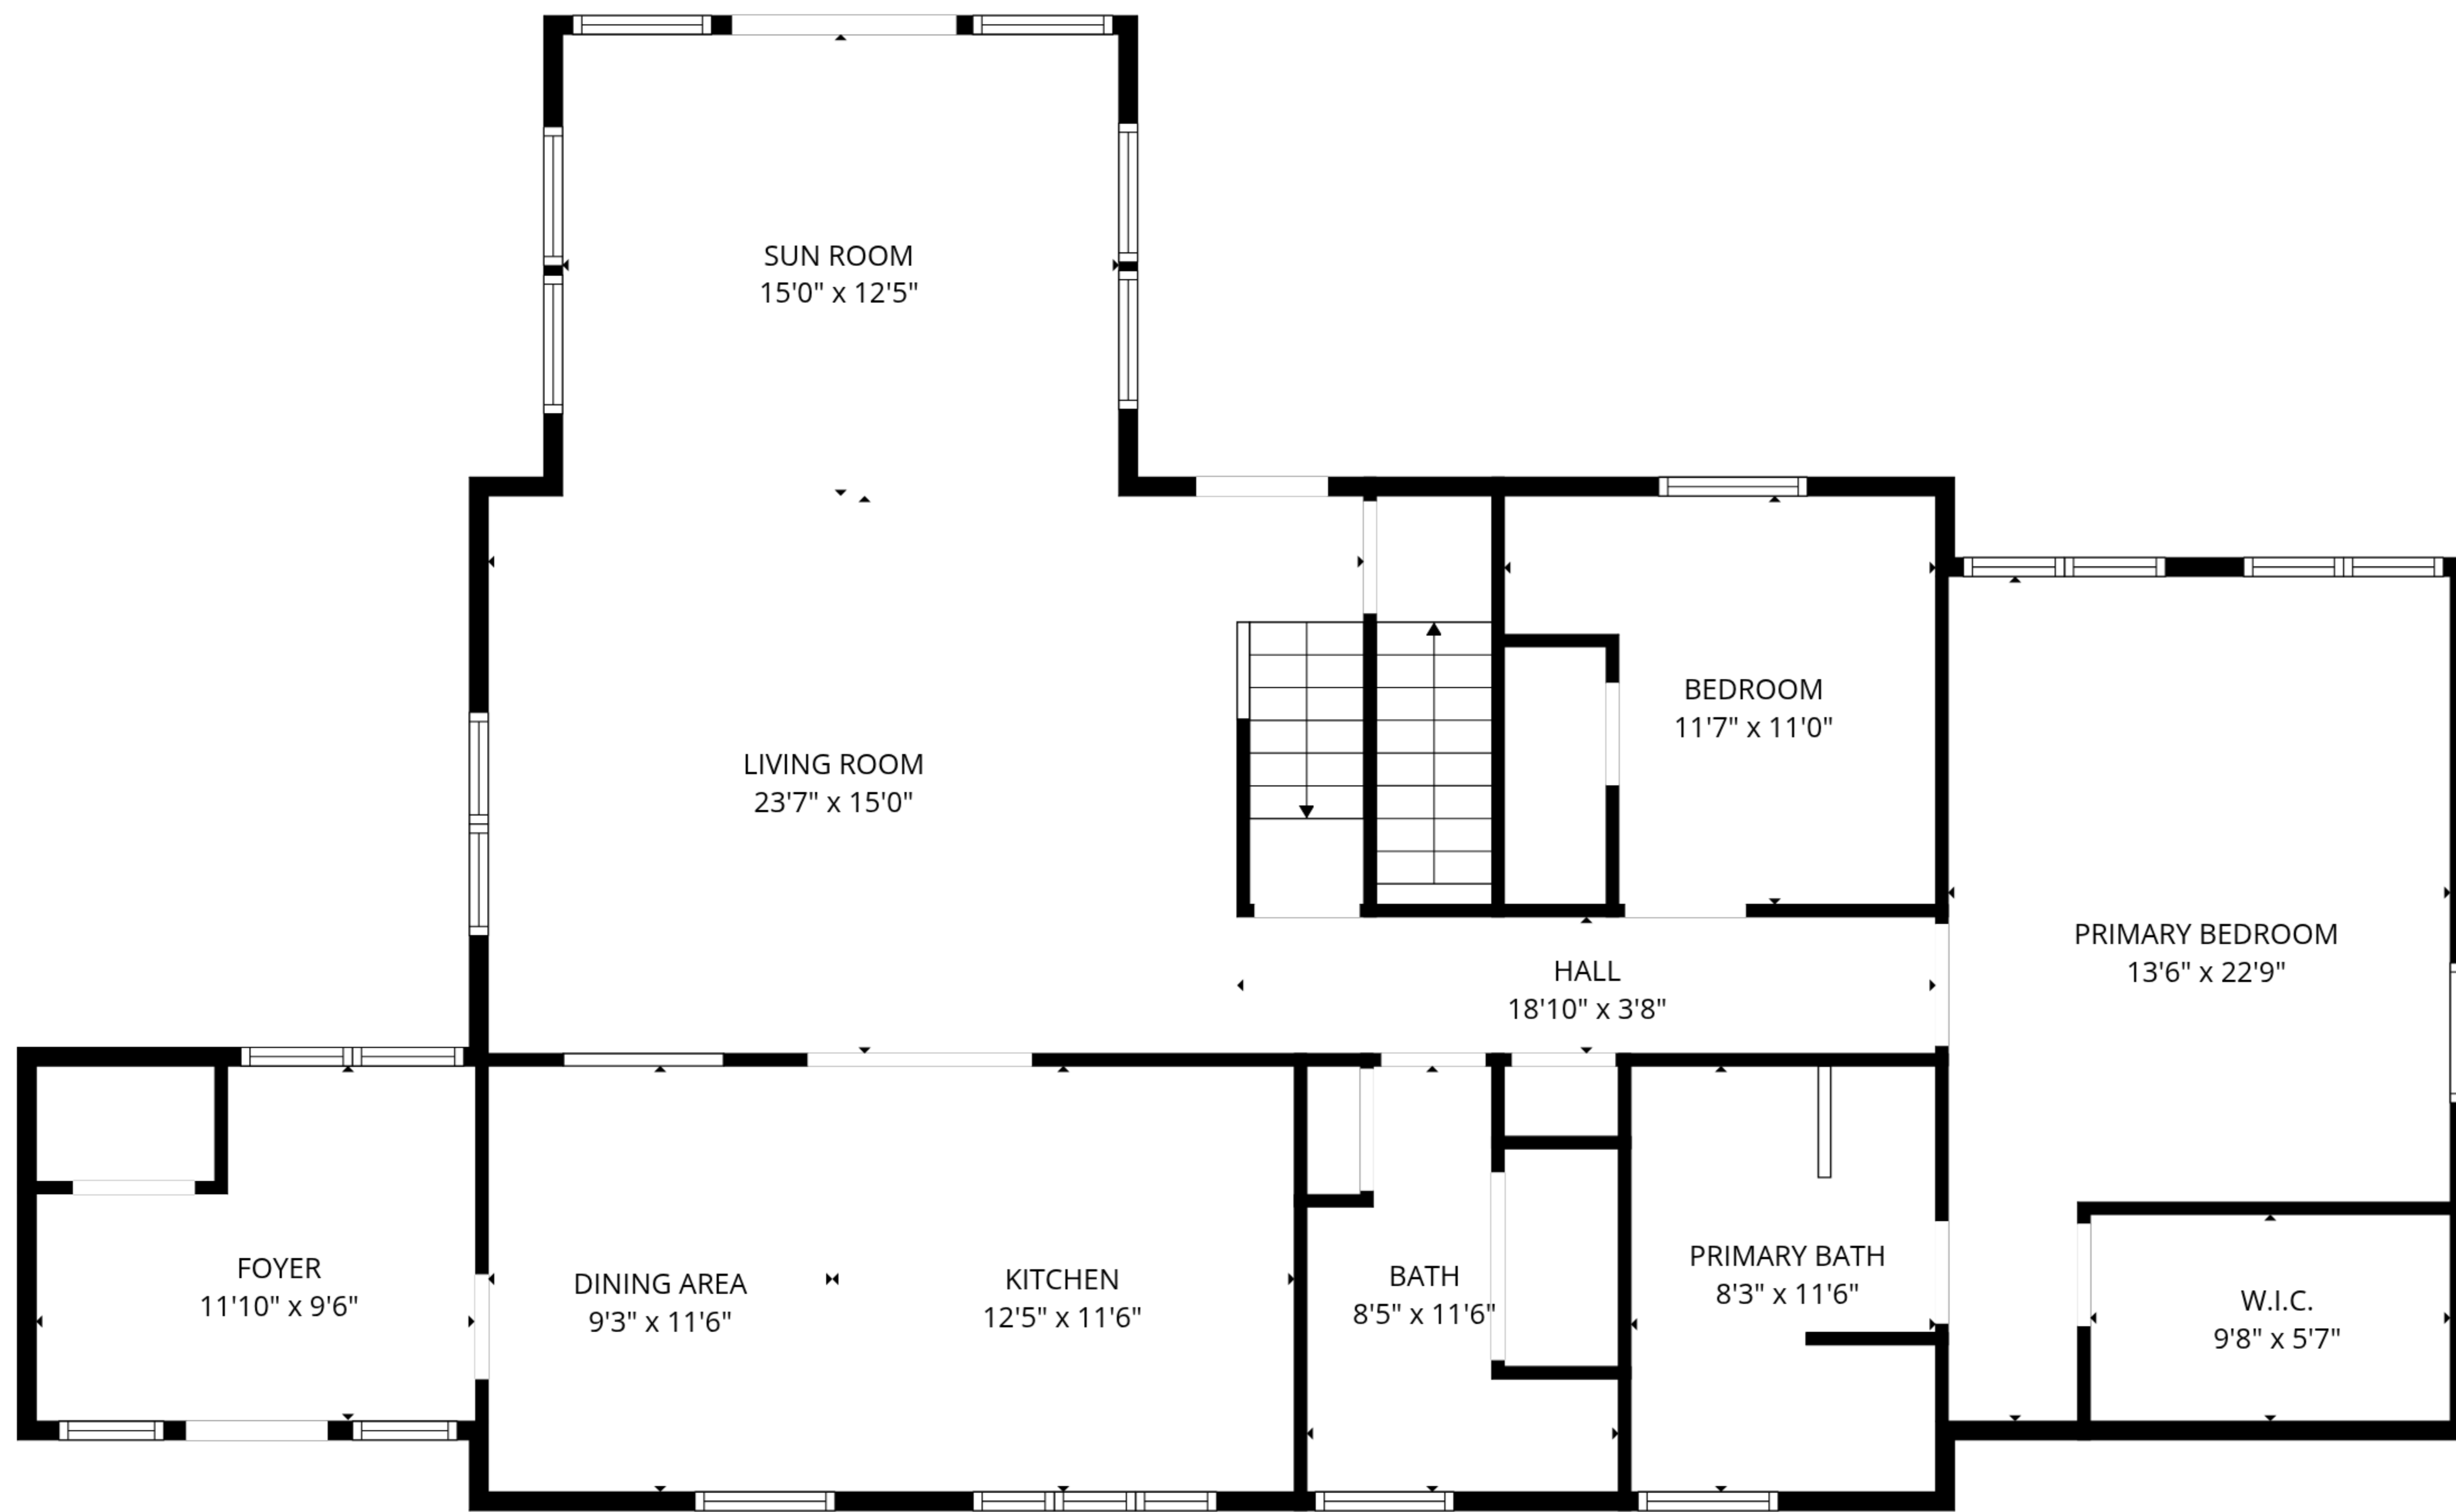 SUN ROOM
15'0" x 12'5"
BEDROOM
11'7" x 11'0"
LIVING ROOM
23'7" x 15'0"
PRIMARY BEDROOM
13'6" x 22'9"
HALL
18'10" x 3'8"
FOYER
11'10" x 9'6"
DINING AREA
9'3" x 11'6"
KITCHEN
12'5" x 11'6"
BATH
8'5" x 11'6"
PRIMARY BATH
8'3" x 11'6"
W.I.C.
9'8" x 5'7"